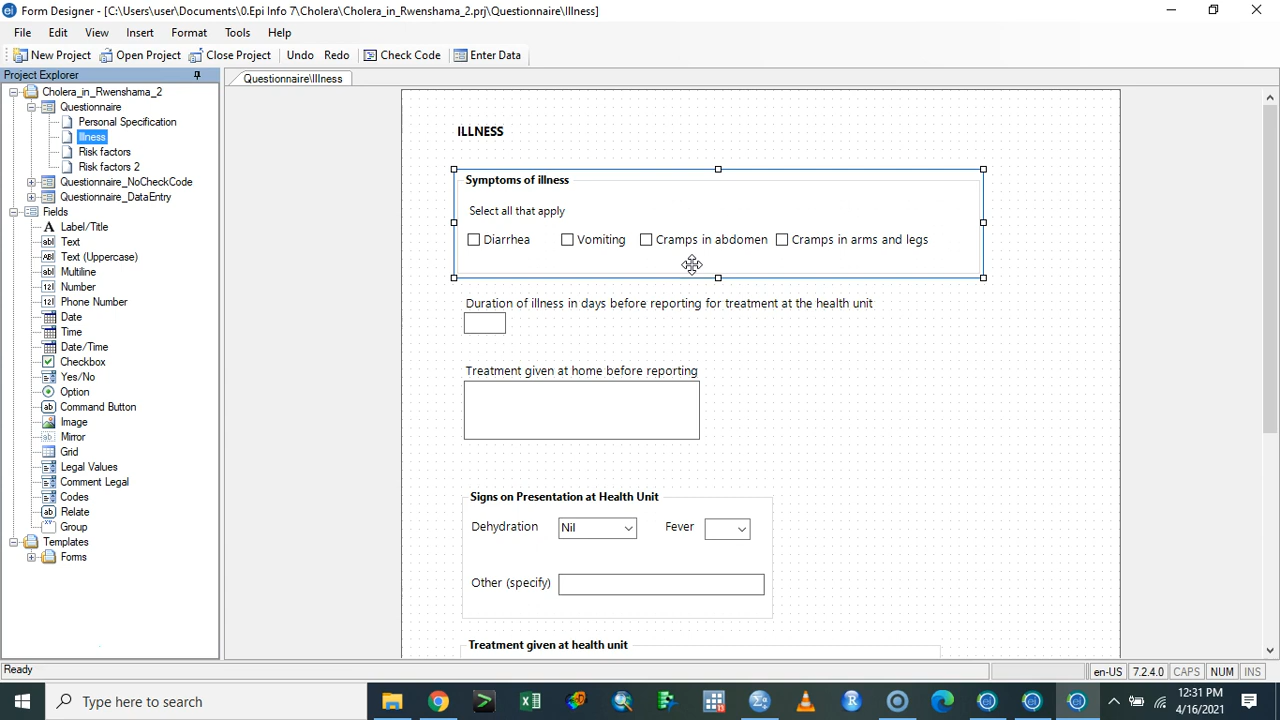 Form Designer - [C:\Users\user\Documents\0.Epi Info 7\Cholera\Cholera_in_Rwenshama_2.prj\Questionnaire\Illness]
File Edit View Insert Format Tools Help
New Project Open Project Close Project Undo Redo Check Code Enter Data
Project Explorer
Questionnaire\Illness
Cholera_in_Rwenshama_2
Questionnaire
Personal Specification
Illness
Risk factors
Risk factors 2
Questionnaire_NoCheckCode
Questionnaire_DataEntry
Fields
Label/Title
Text
Text (Uppercase)
Multiline
Number
Phone Number
Date
Time
Date/Time
Checkbox
Yes/No
Option
Command Button
Image
Mirror
Grid
Legal Values
Comment Legal
Codes
Relate
Group
Templates
Forms
ILLNESS
Symptoms of illness
Select all that apply
Diarrhea Vomiting Cramps in abdomen Cramps in arms and legs
Duration of illness in days before reporting for treatment at the health unit
Treatment given at home before reporting
Signs on Presentation at Health Unit
Dehydration Nil Fever
Other (specify)
Treatment given at health unit
Ready en-US 7.2.4.0 CAPS NUM INS
Type here to search
12:31 PM
4/16/2021